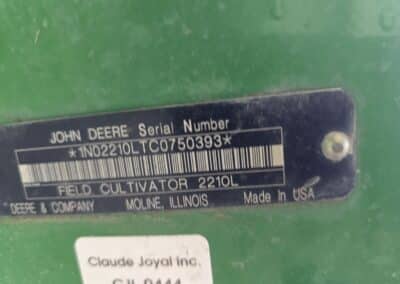 JOHN DEERE Serial Number
*1N02210LTC0750393*
FIELD CULTIVATOR 2210L
DEERE & COMPANY MOLINE, ILLINOIS Made In USA
Claude Joyal Inc.